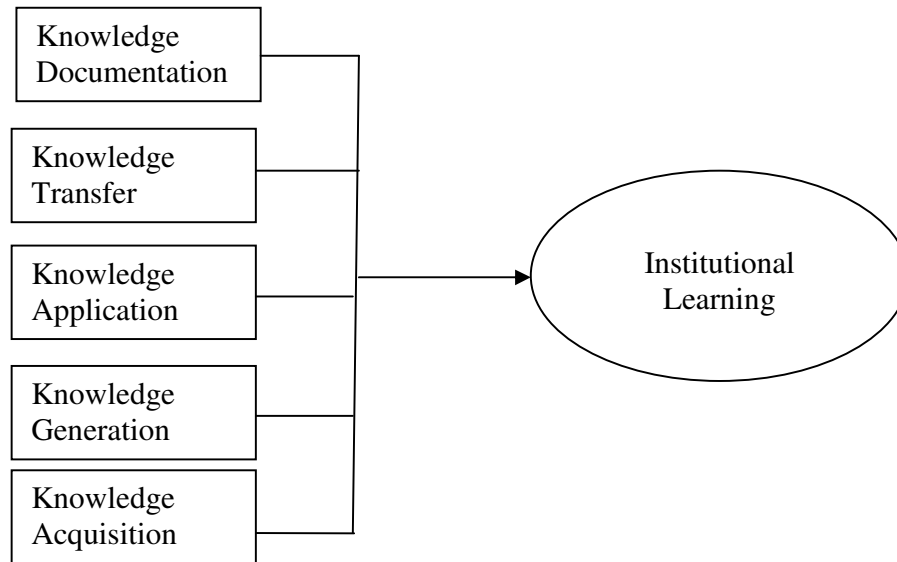 Knowledge
Documentation
Knowledge
Transfer
Knowledge
Application
Knowledge
Generation
Knowledge
Acquisition
Institutional
Learning